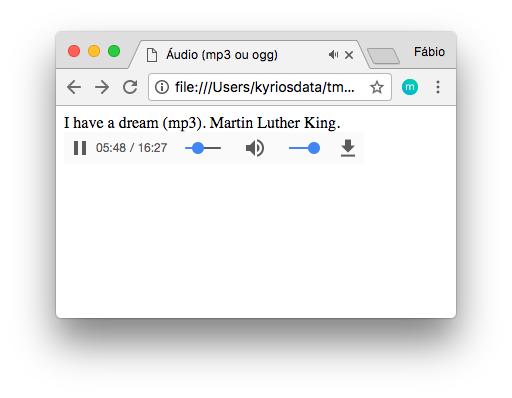 Áudio (mp3 ou ogg)
Fábio
file:///Users/kyriosdata/tm...
m
I have a dream (mp3). Martin Luther King.
05:48 / 16:27